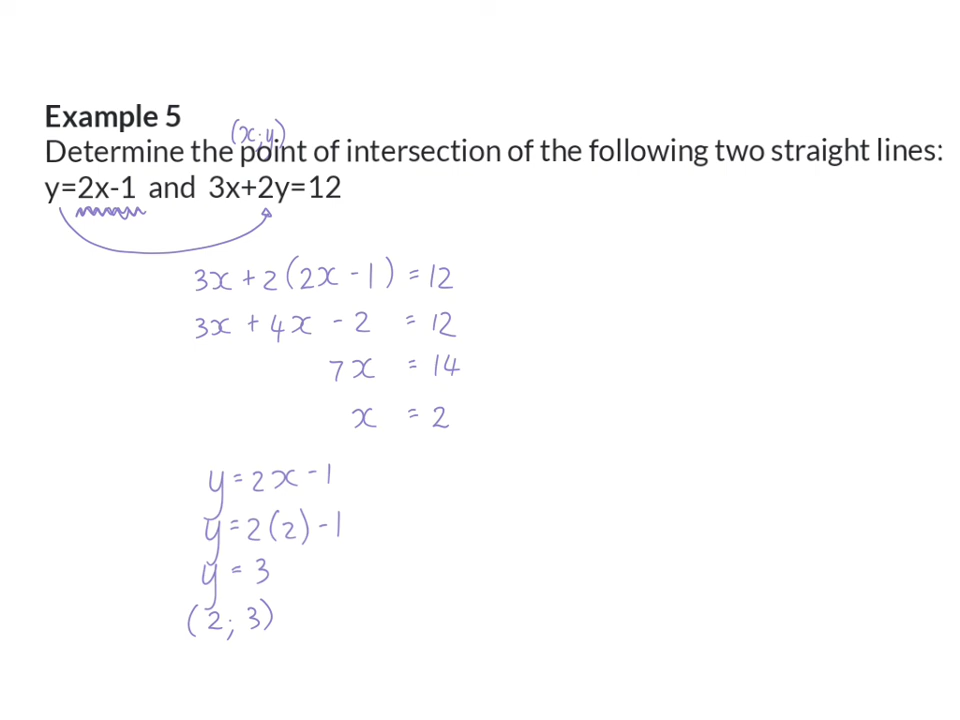 Example 5
(x;y)
Determine the point of intersection of the following two straight lines:
y=2x-1 and 3x+2y=12
3x + 2(2x - 1) = 12
3x + 4x - 2 = 12
7x = 14
x = 2
y = 2x - 1
y = 2(2) - 1
y = 3
(2; 3)